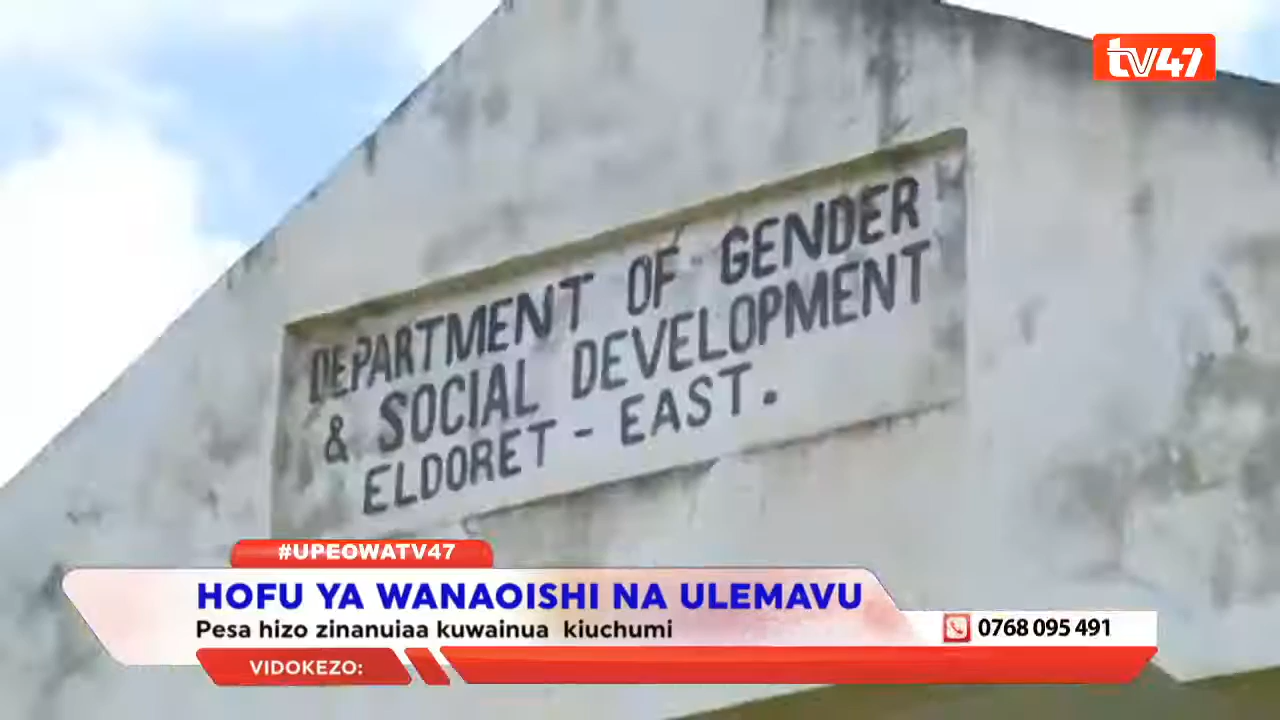 tv47
DEPARTMENT OF GENDER
& SOCIAL DEVELOPMENT
ELDORET - EAST.
#UPEOWATV47
HOFU YA WANAOISHI NA ULEMAVU
Pesa hizo zinanuiaa kuwainua kiuchumi
0768 095 491
VIDOKEZO: